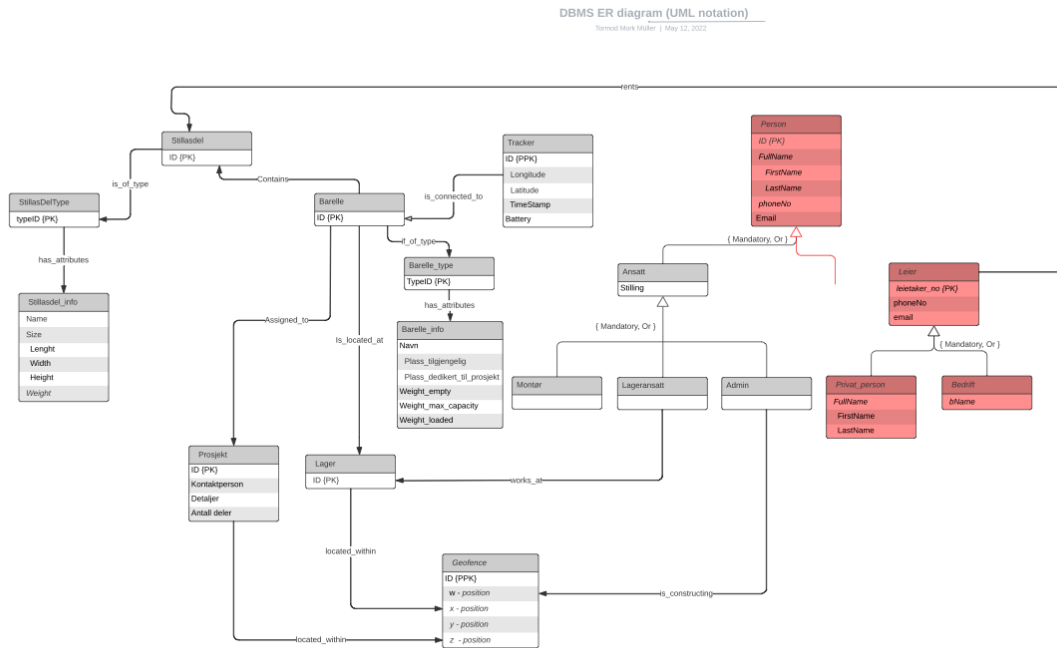 DBMS ER diagram (UML notation)
Tormod Mork Müller | May 12, 2022
rents
Stillasdel
ID {PK}
Tracker
ID {PPK}
Longitude
Latitude
TimeStamp
Battery
Person
ID {PK}
FullName
FirstName
LastName
phoneNo
Email
is_of_type
Contains
is_connected_to
StillasDelType
typeID {PK}
Barelle
ID {PK}
if_of_type
{ Mandatory, Or }
has_attributes
Barelle_type
TypeID {PK}
Ansatt
Stilling
Leier
leietaker_no {PK}
phoneNo
email
Stillasdel_info
Name
Size
Lenght
Width
Height
Weight
has_attributes
Assigned_to
Is_located_at
Barelle_info
Navn
Plass_tilgjengelig
Plass_dedikert_til_prosjekt
Weight_empty
Weight_max_capacity
Weight_loaded
{ Mandatory, Or }
{ Mandatory, Or }
Montør
Lageransatt
Admin
Privat_person
FullName
FirstName
LastName
Bedrift
bName
Prosjekt
ID {PK}
Kontaktperson
Detaljer
Antall deler
Lager
ID {PK}
works_at
located_within
Geofence
ID {PPK}
w - position
x - position
y - position
z - position
is_constructing
located_within